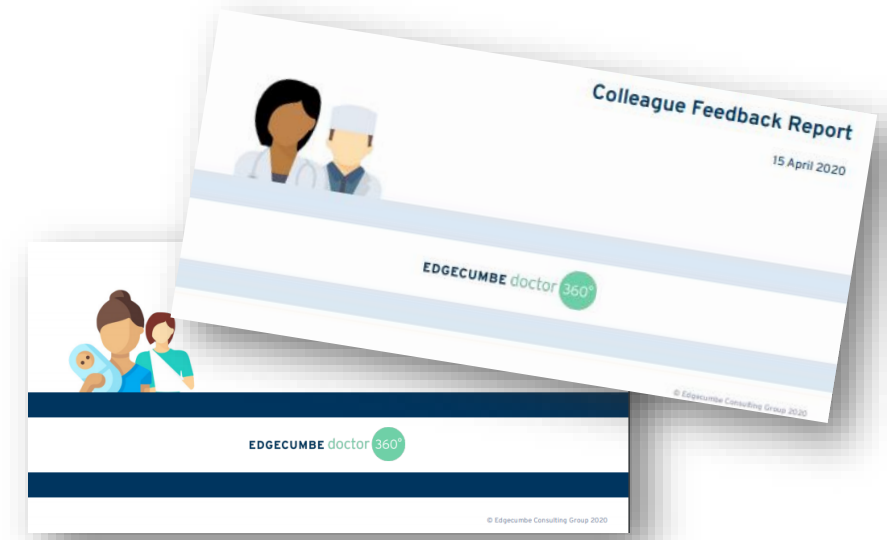 Colleague Feedback Report
15 April 2020
EDGECUMBE doctor 360°
© Edgecumbe Consulting Group 2020
EDGECUMBE doctor 360°
© Edgecumbe Consulting Group 2020